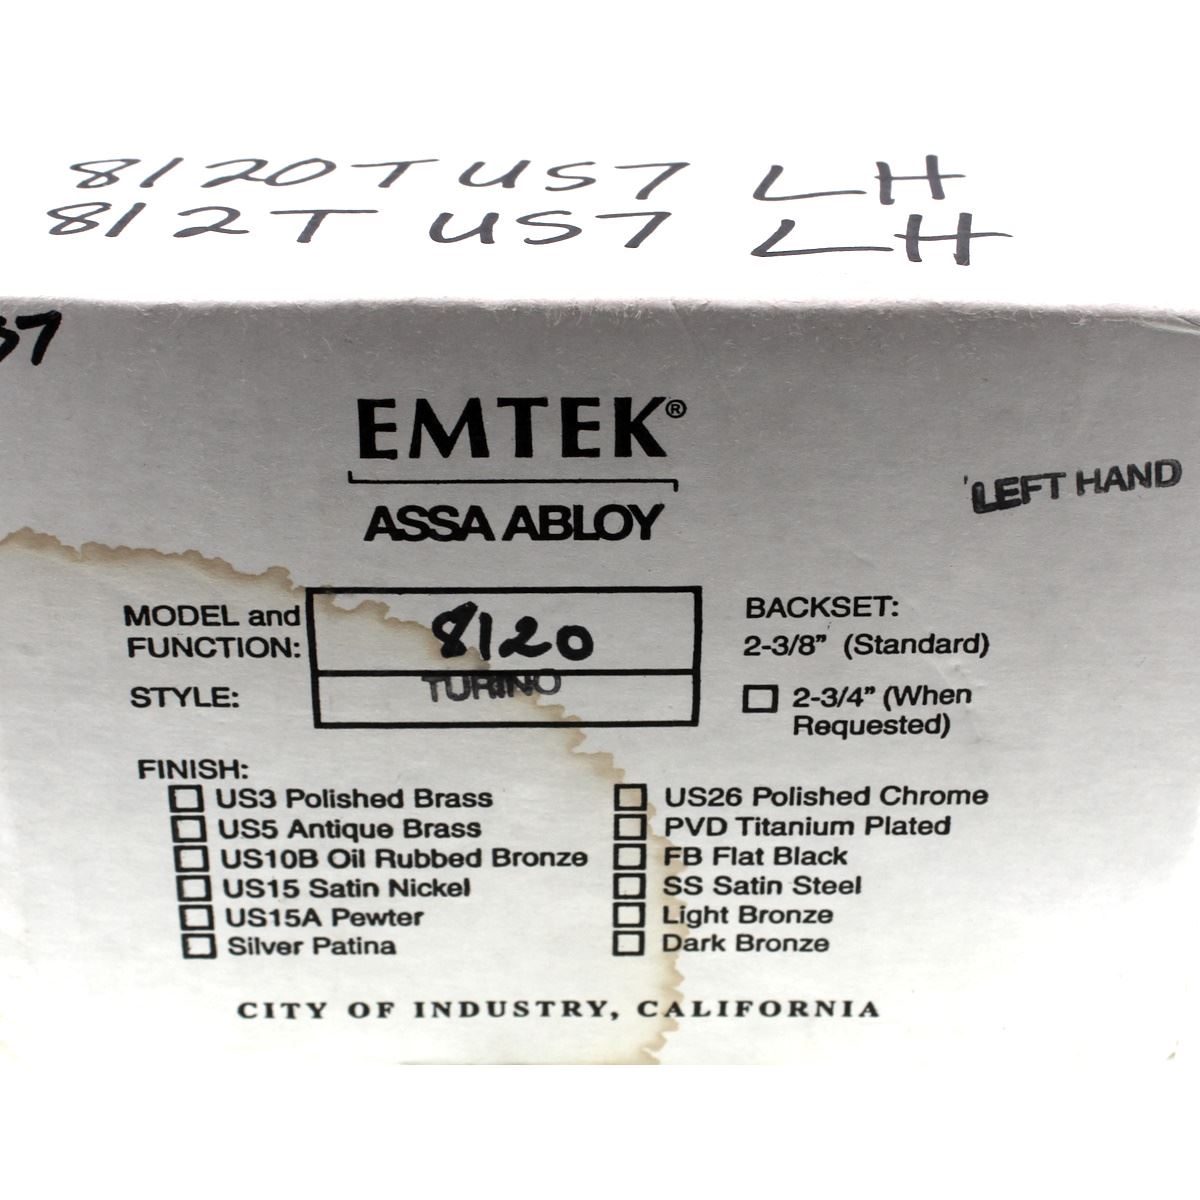 8120T US7 LH
812T US7 LH
EMTEK®
ASSA ABLOY
LEFT HAND
MODEL and
FUNCTION:
8120
STYLE:
TURINO
BACKSET:
2-3/8” (Standard)
2-3/4” (When
Requested)
FINISH:
US3 Polished Brass
US5 Antique Brass
US10B Oil Rubbed Bronze
US15 Satin Nickel
US15A Pewter
Silver Patina
US26 Polished Chrome
PVD Titanium Plated
FB Flat Black
SS Satin Steel
Light Bronze
Dark Bronze
CITY OF INDUSTRY, CALIFORNIA